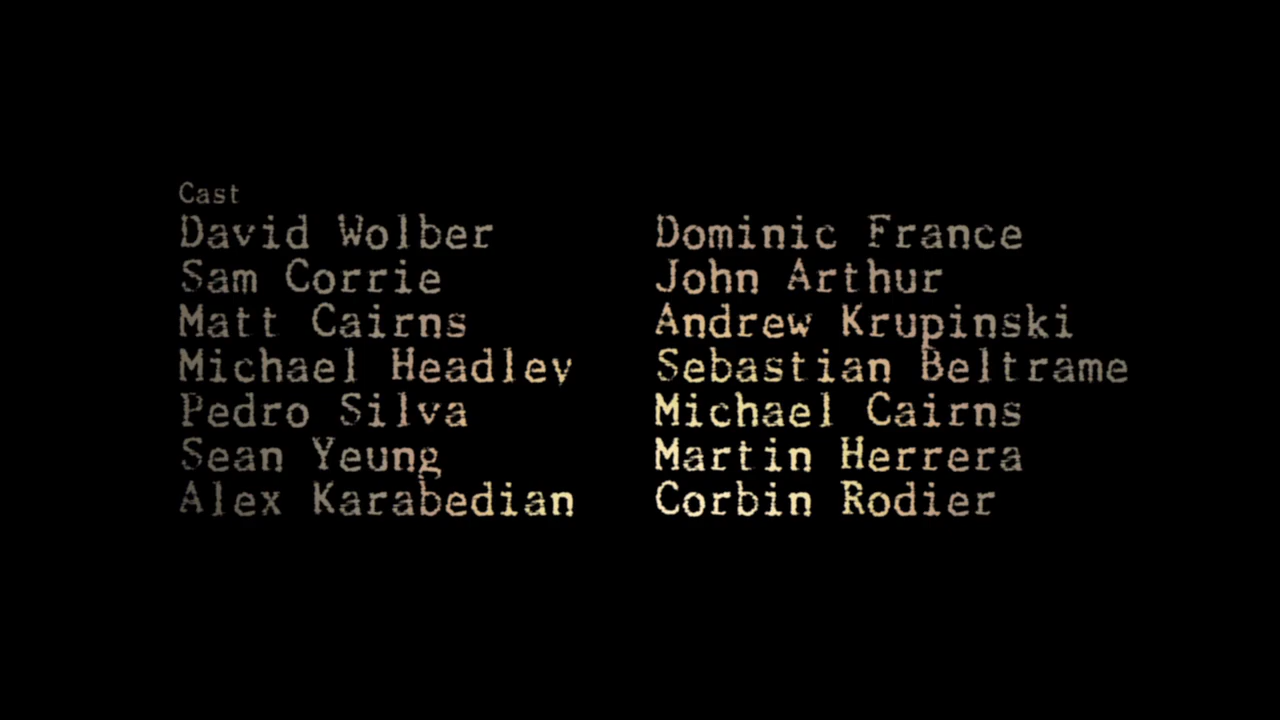 Cast
David Wolber
Sam Corrie
Matt Cairns
Michael Headley
Pedro Silva
Sean Yeung
Alex Karabedian
Dominic France
John Arthur
Andrew Krupinski
Sebastian Beltrame
Michael Cairns
Martin Herrera
Corbin Rodier